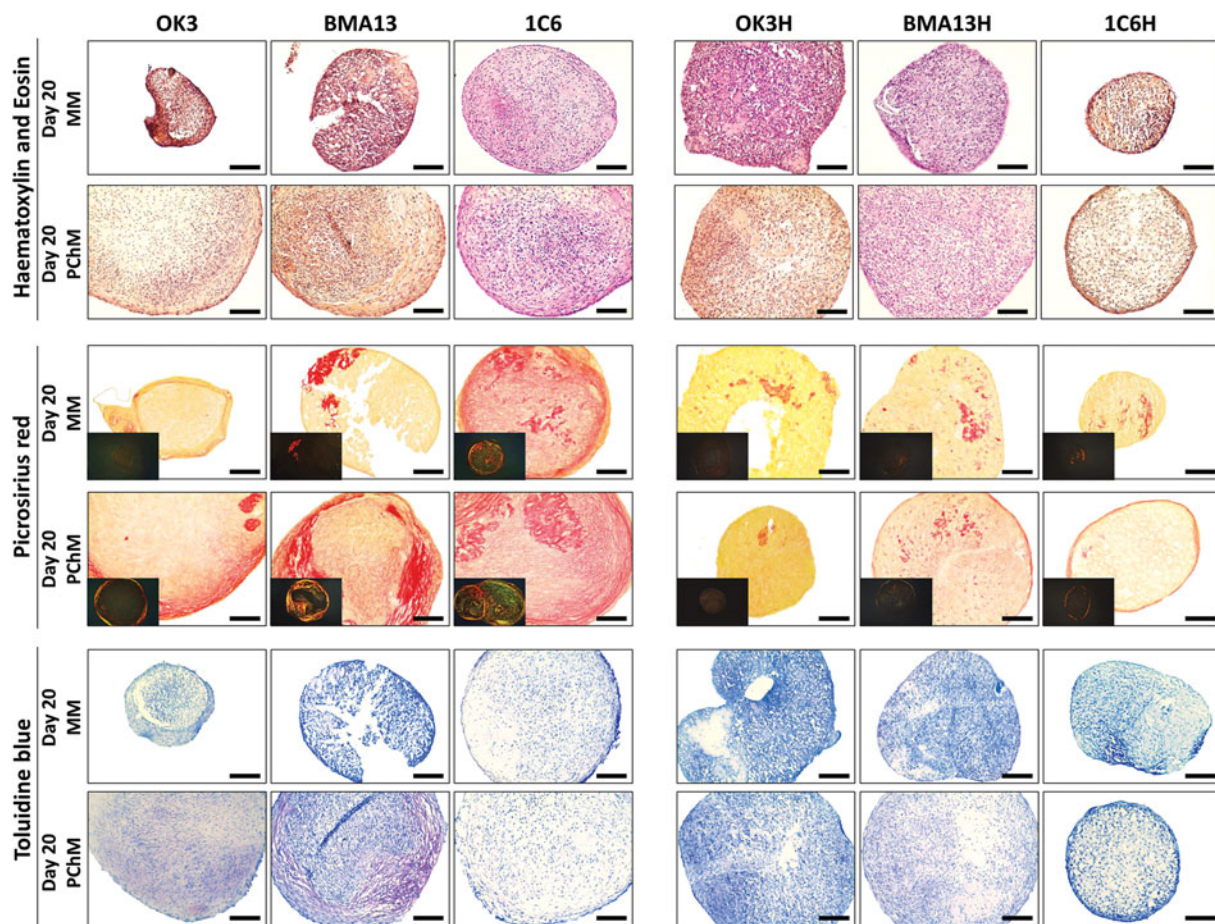 OK3 BMA13 1C6 OK3H BMA13H 1C6H
Haematoxylin and Eosin
Day 20
MM
Day 20
PChM
Picrosirius red
Day 20
MM
Day 20
PChM
Toluidine blue
Day 20
MM
Day 20
PChM